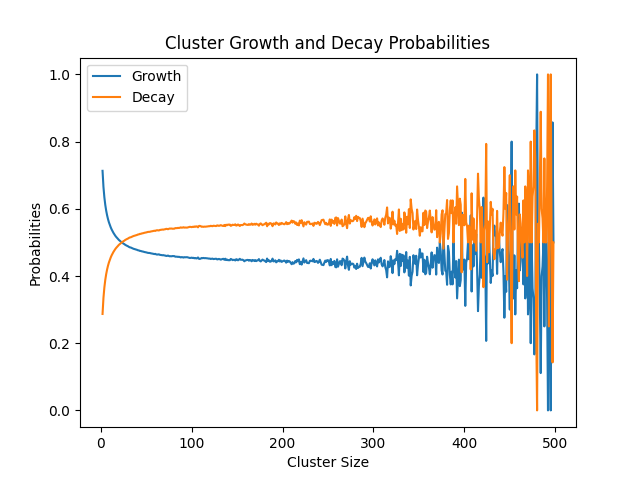 Cluster Growth and Decay Probabilities
Growth
Decay
1.0
0.8
0.6
0.4
0.2
0.0
Probabilities
0
100
200
300
400
500
Cluster Size